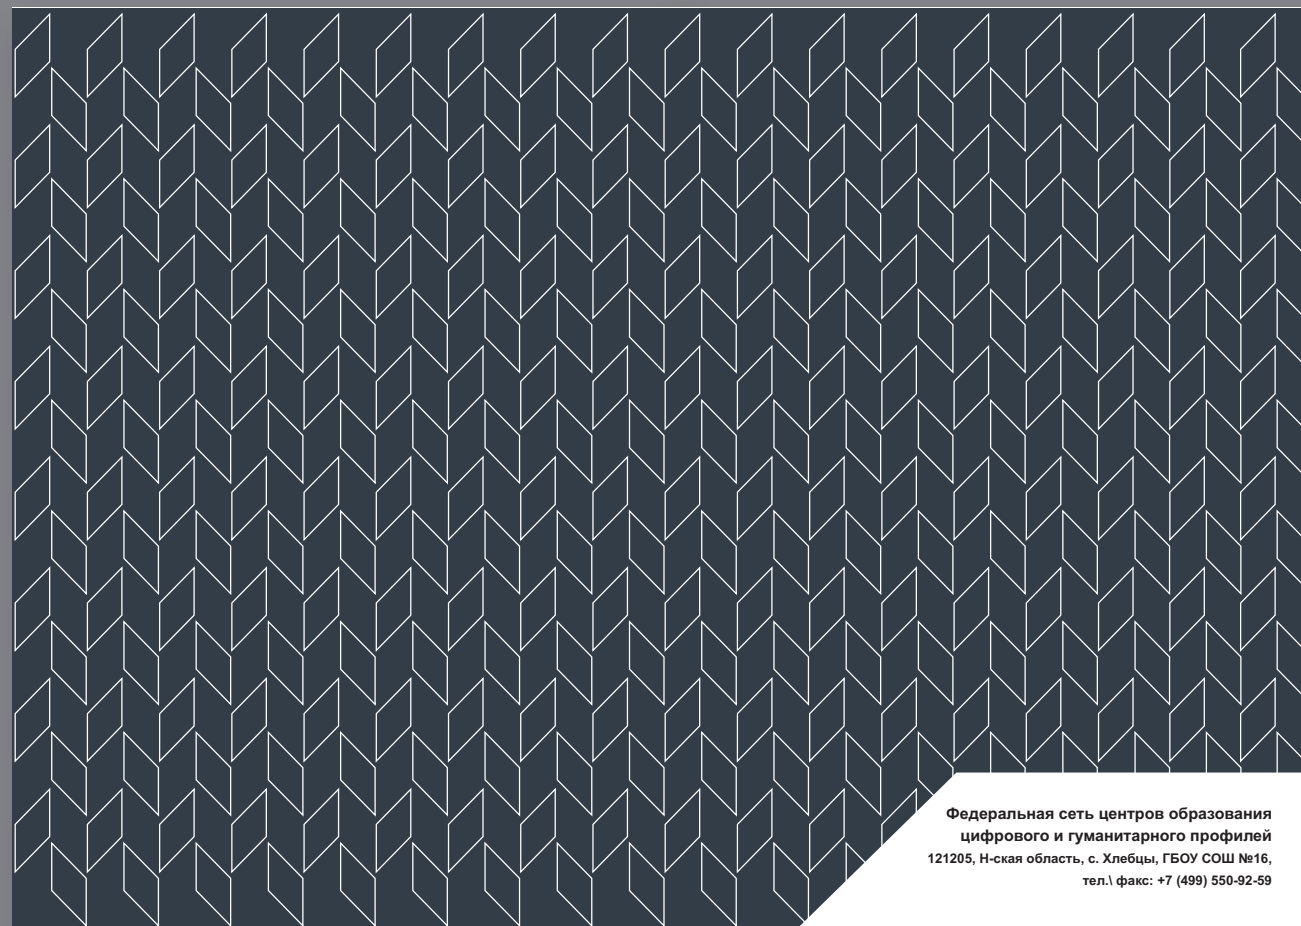 Федеральная сеть центров образования
цифрового и гуманитарного профилей
121205, Н-ская область, с. Хлебцы, ГБОУ СОШ №16,
тел.\ факс: +7 (499) 550-92-59